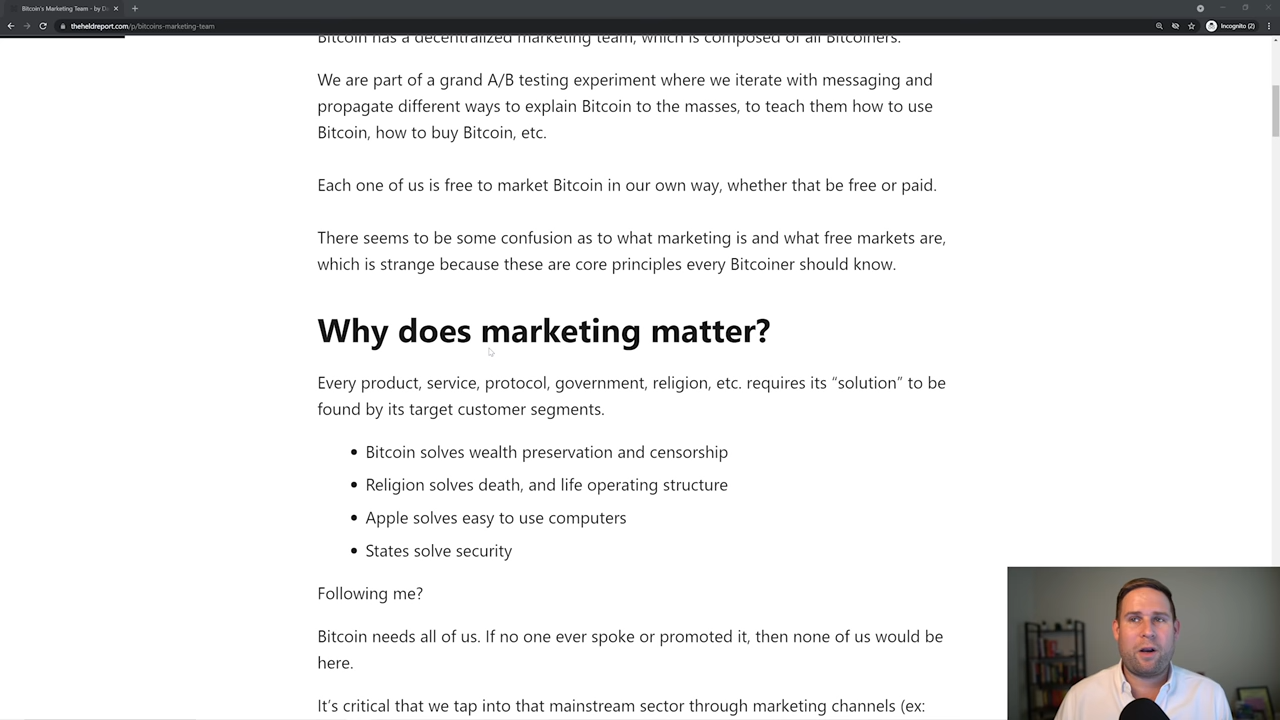 Bitcoin's Marketing Team - by D
theheldreport.com/p/bitcoins-marketing-team
Incognito (2)
Bitcoin has a decentralized marketing team, which is composed of all Bitcoiners.
We are part of a grand A/B testing experiment where we iterate with messaging and
propagate different ways to explain Bitcoin to the masses, to teach them how to use
Bitcoin, how to buy Bitcoin, etc.
Each one of us is free to market Bitcoin in our own way, whether that be free or paid.
There seems to be some confusion as to what marketing is and what free markets are,
which is strange because these are core principles every Bitcoiner should know.
Why does marketing matter?
Every product, service, protocol, government, religion, etc. requires its “solution” to be
found by its target customer segments.
• Bitcoin solves wealth preservation and censorship
• Religion solves death, and life operating structure
• Apple solves easy to use computers
• States solve security
Following me?
Bitcoin needs all of us. If no one ever spoke or promoted it, then none of us would be
here.
It’s critical that we tap into that mainstream sector through marketing channels (ex: